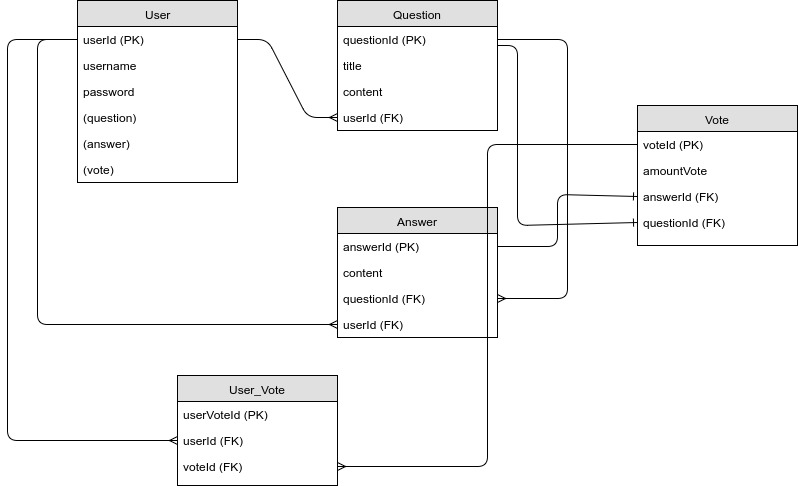 User
userId (PK)
username
password
(question)
(answer)
(vote)
Question
questionId (PK)
title
content
userId (FK)
Vote
voteId (PK)
amountVote
answerId (FK)
questionId (FK)
Answer
answerId (PK)
content
questionId (FK)
userId (FK)
User_Vote
userVoteId (PK)
userId (FK)
voteId (FK)